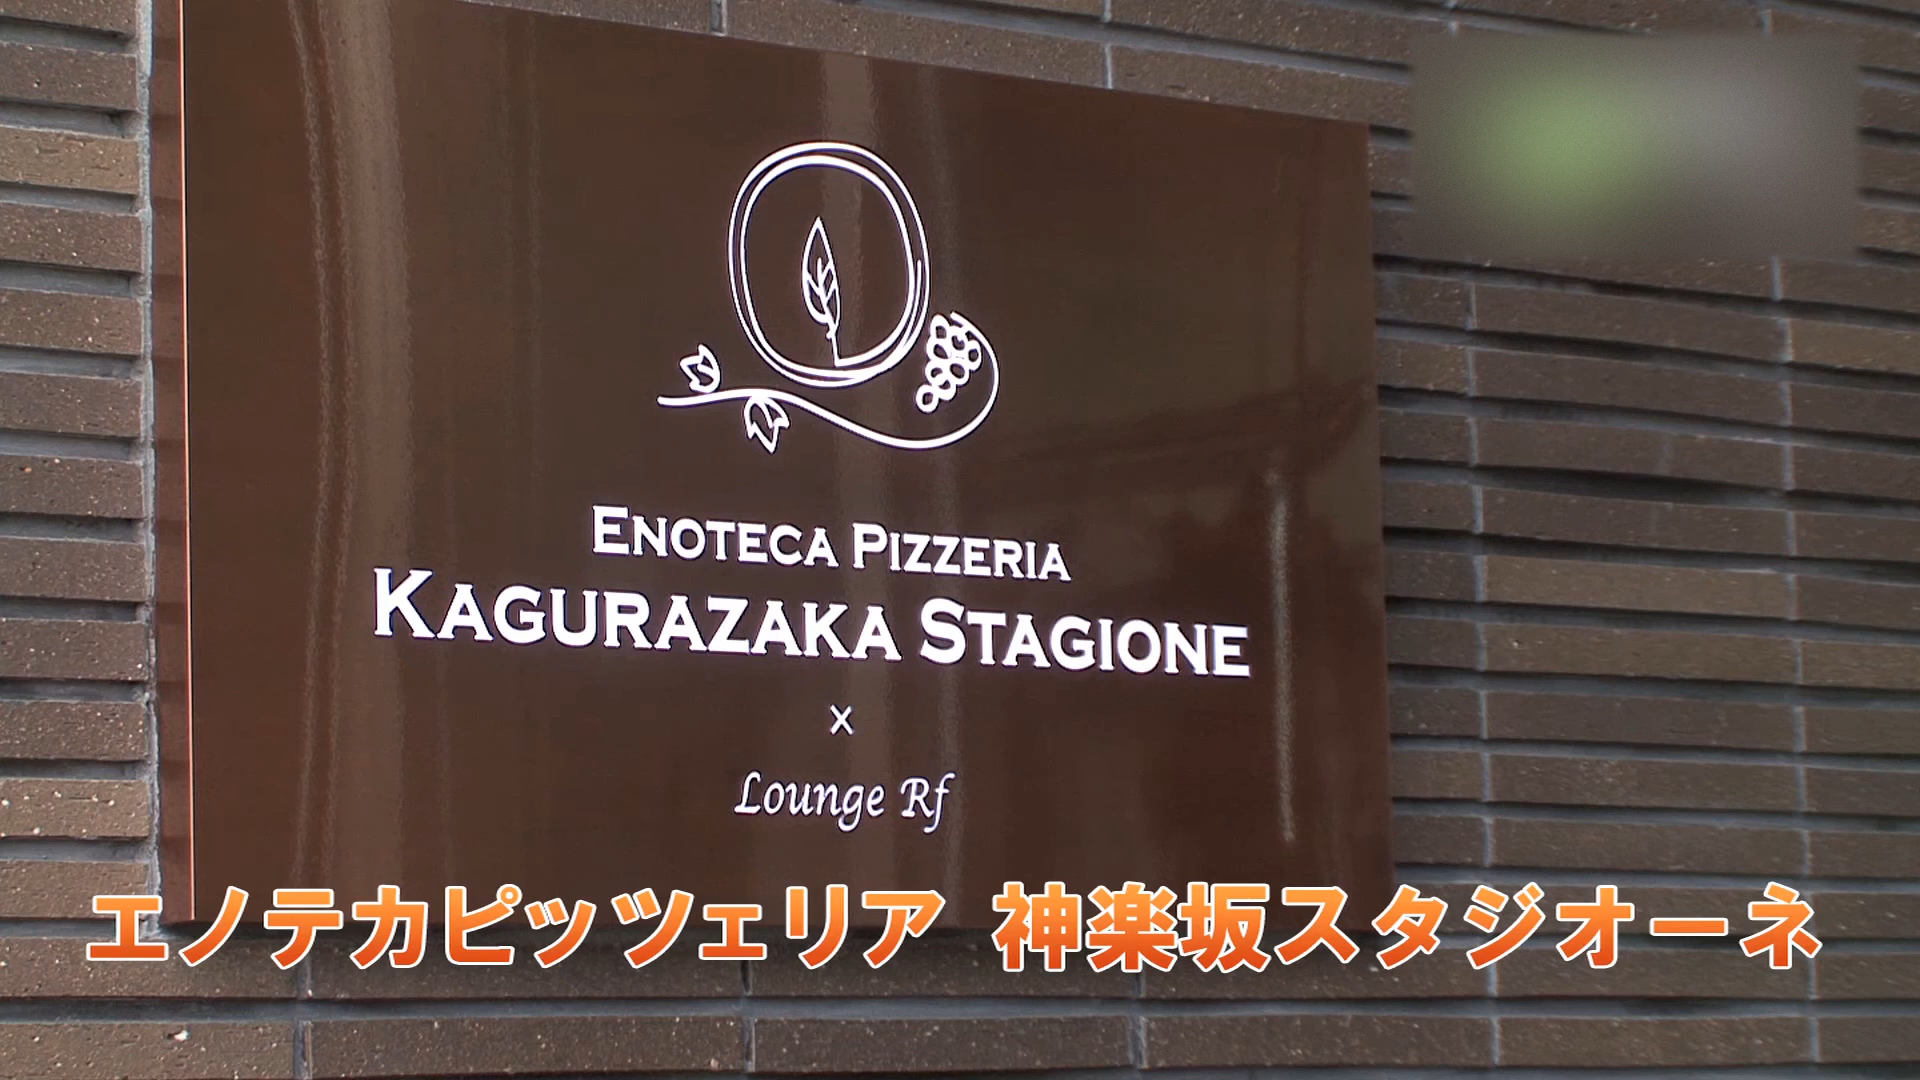 ENOTECA PIZZERIA
KAGURAZAKA STAGIONE
x
Lounge Rf
エノテカピッツェリア 神楽坂スタジオーネ